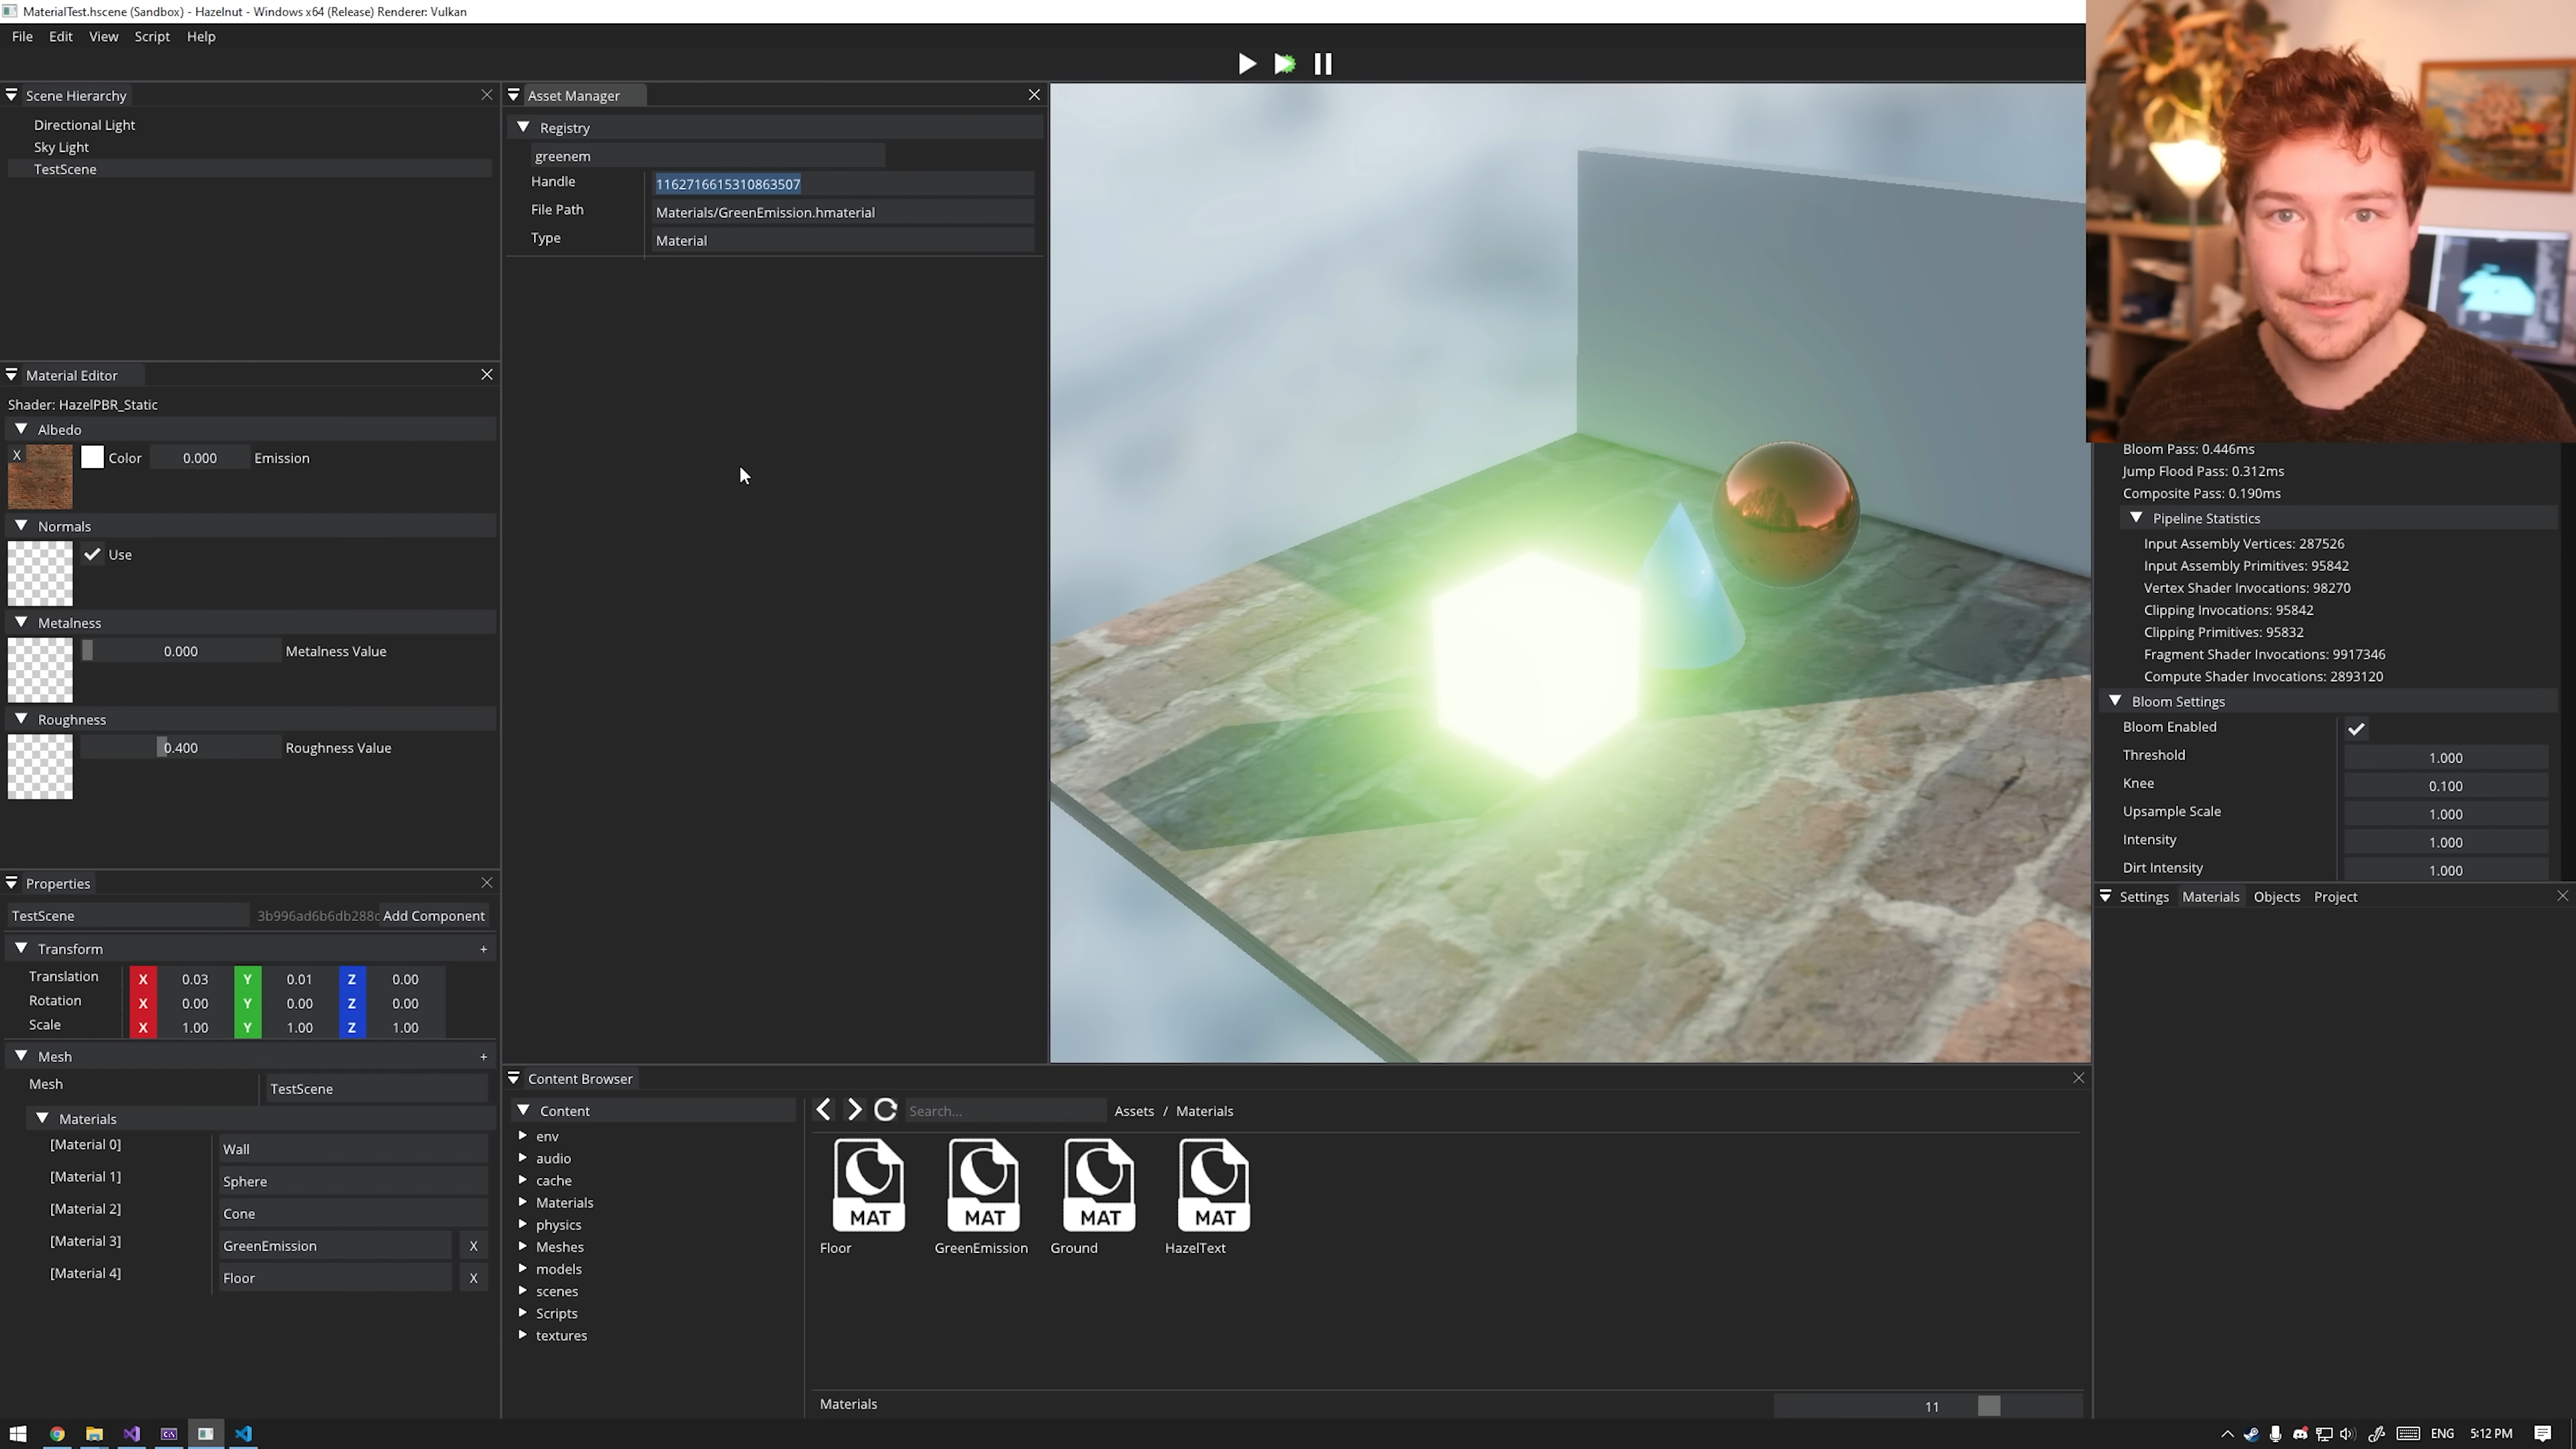 MaterialTest.hscene (Sandbox) - Hazelnut - Windows x64 (Release) Renderer: Vulkan
File Edit View Script Help
Scene Hierarchy
Directional Light
Sky Light
TestScene
Asset Manager
Registry
greenem
Handle 1162716615310863507
File Path Materials/GreenEmission.hmaterial
Type Material
Material Editor
Shader: HazelPBR_Static
Albedo
X Color 0.000 Emission
Normals
Use
Metalness
0.000 Metalness Value
Roughness
0.400 Roughness Value
Properties
TestScene 3b996ad6b6db288c Add Component
Transform +
Translation X 0.03 Y 0.01 Z 0.00
Rotation X 0.00 Y 0.00 Z 0.00
Scale X 1.00 Y 1.00 Z 1.00
Mesh +
Mesh TestScene
Materials
[Material 0] Wall
[Material 1] Sphere
[Material 2] Cone
[Material 3] GreenEmission X
[Material 4] Floor X
Content Browser
Content
env
audio
cache
Materials
physics
Meshes
models
scenes
Scripts
textures
Search... Assets / Materials
MAT MAT MAT MAT
Floor GreenEmission Ground HazelText
Materials 11
Bloom Pass: 0.446ms
Jump Flood Pass: 0.312ms
Composite Pass: 0.190ms
Pipeline Statistics
Input Assembly Vertices: 287526
Input Assembly Primitives: 95842
Vertex Shader Invocations: 98270
Clipping Invocations: 95842
Clipping Primitives: 95832
Fragment Shader Invocations: 9917346
Compute Shader Invocations: 2893120
Bloom Settings
Bloom Enabled
Threshold 1.000
Knee 0.100
Upsample Scale 1.000
Intensity 1.000
Dirt Intensity 1.000
Settings Materials Objects Project
ENG 5:12 PM